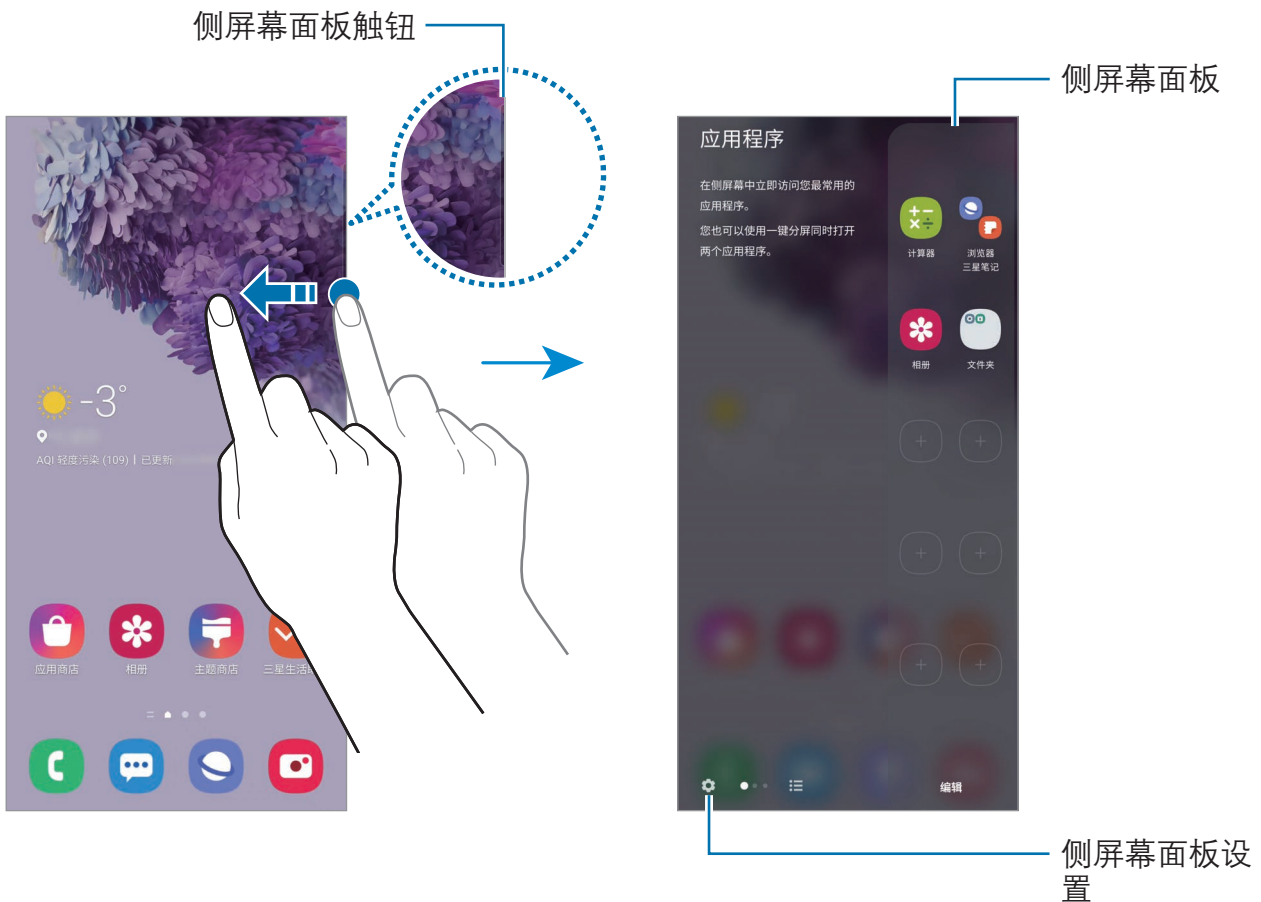 侧屏幕面板触钮
-3°
AQI 轻度污染 (109) | 已更新
应用商店
相册
主题商店
三星生活
侧屏幕面板
应用程序
在侧屏幕中立即访问您最常用的
应用程序。
您也可以使用一键分屏同时打开
两个应用程序。
计算器
浏览器
三星笔记
相册
文件夹
编辑
侧屏幕面板设
置